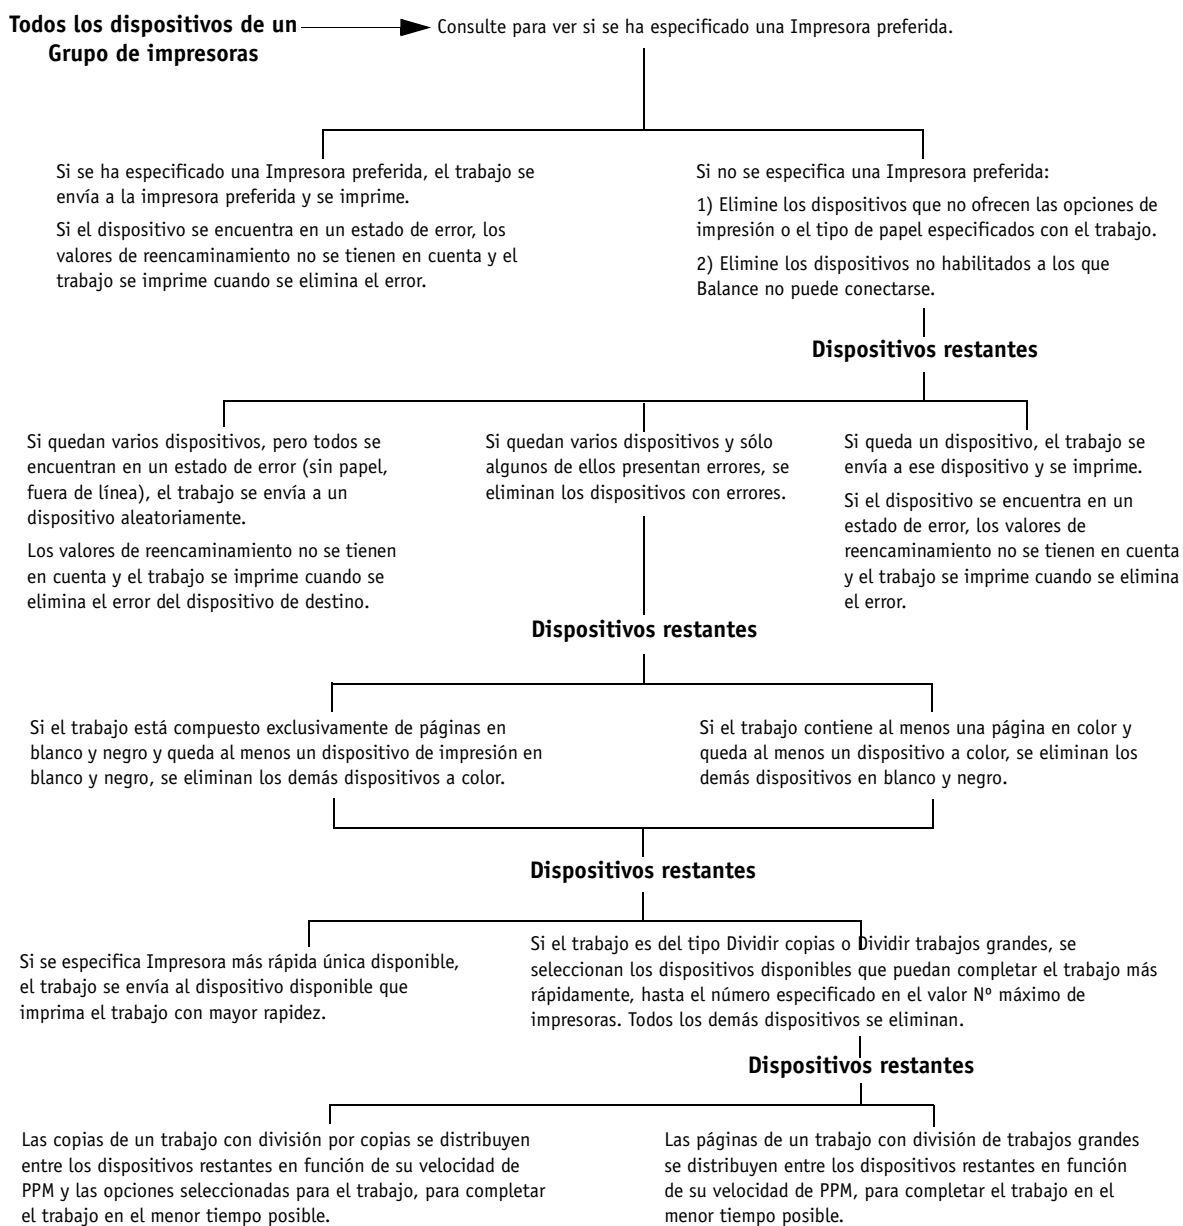 Todos los dispositivos de un
Grupo de impresoras
Consulte para ver si se ha especificado una Impresora preferida.
Si se ha especificado una Impresora preferida, el trabajo se
envía a la impresora preferida y se imprime.
Si el dispositivo se encuentra en un estado de error, los
valores de reencaminamiento no se tienen en cuenta y el
trabajo se imprime cuando se elimina el error.
Si no se especifica una Impresora preferida:
1) Elimine los dispositivos que no ofrecen las opciones de
impresión o el tipo de papel especificados con el trabajo.
2) Elimine los dispositivos no habilitados a los que
Balance no puede conectarse.
Dispositivos restantes
Si quedan varios dispositivos, pero todos se
encuentran en un estado de error (sin papel,
fuera de línea), el trabajo se envía a un
dispositivo aleatoriamente.
Los valores de reencaminamiento no se tienen
en cuenta y el trabajo se imprime cuando se
elimina el error del dispositivo de destino.
Si quedan varios dispositivos y sólo
algunos de ellos presentan errores, se
eliminan los dispositivos con errores.
Si queda un dispositivo, el trabajo se
envía a ese dispositivo y se imprime.
Si el dispositivo se encuentra en un
estado de error, los valores de
reencaminamiento no se tienen en cuenta
y el trabajo se imprime cuando se elimina
el error.
Dispositivos restantes
Si el trabajo está compuesto exclusivamente de páginas en
blanco y negro y queda al menos un dispositivo de impresión en
blanco y negro, se eliminan los demás dispositivos a color.
Si el trabajo contiene al menos una página en color y
queda al menos un dispositivo a color, se eliminan los
demás dispositivos en blanco y negro.
Dispositivos restantes
Si se especifica Impresora más rápida única disponible,
el trabajo se envía al dispositivo disponible que
imprima el trabajo con mayor rapidez.
Si el trabajo es del tipo Dividir copias o Dividir trabajos grandes, se
seleccionan los dispositivos disponibles que puedan completar el trabajo más
rápidamente, hasta el número especificado en el valor Nº máximo de
impresoras. Todos los demás dispositivos se eliminan.
Dispositivos restantes
Las copias de un trabajo con división por copias se distribuyen
entre los dispositivos restantes en función de su velocidad de
PPM y las opciones seleccionadas para el trabajo, para completar
el trabajo en el menor tiempo posible.
Las páginas de un trabajo con división de trabajos grandes
se distribuyen entre los dispositivos restantes en función
de su velocidad de PPM, para completar el trabajo en el
menor tiempo posible.